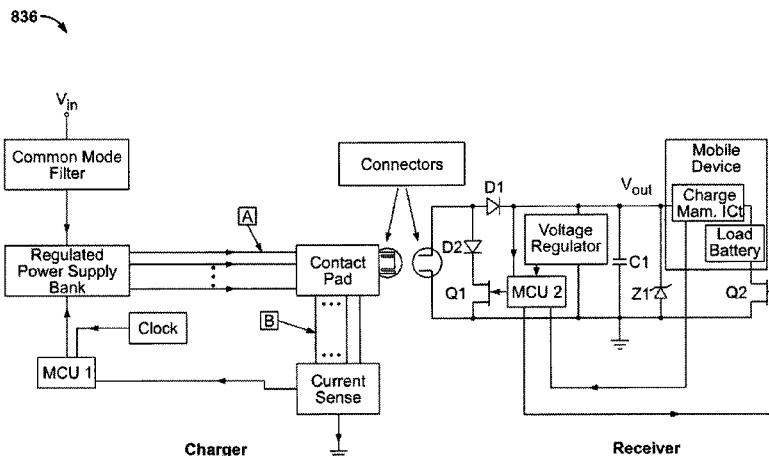 836
Vin
Common Mode
Filter
Connectors
Mobile
Device
D1
Vout
Charge
Mam. ICt
A
Regulated
Power Supply
Bank
Contact
Pad
D2
Voltage
Regulator
Load
Battery
C1
Q1
MCU 2
Z1
Q2
B
Clock
MCU 1
Current
Sense
Charger
Receiver